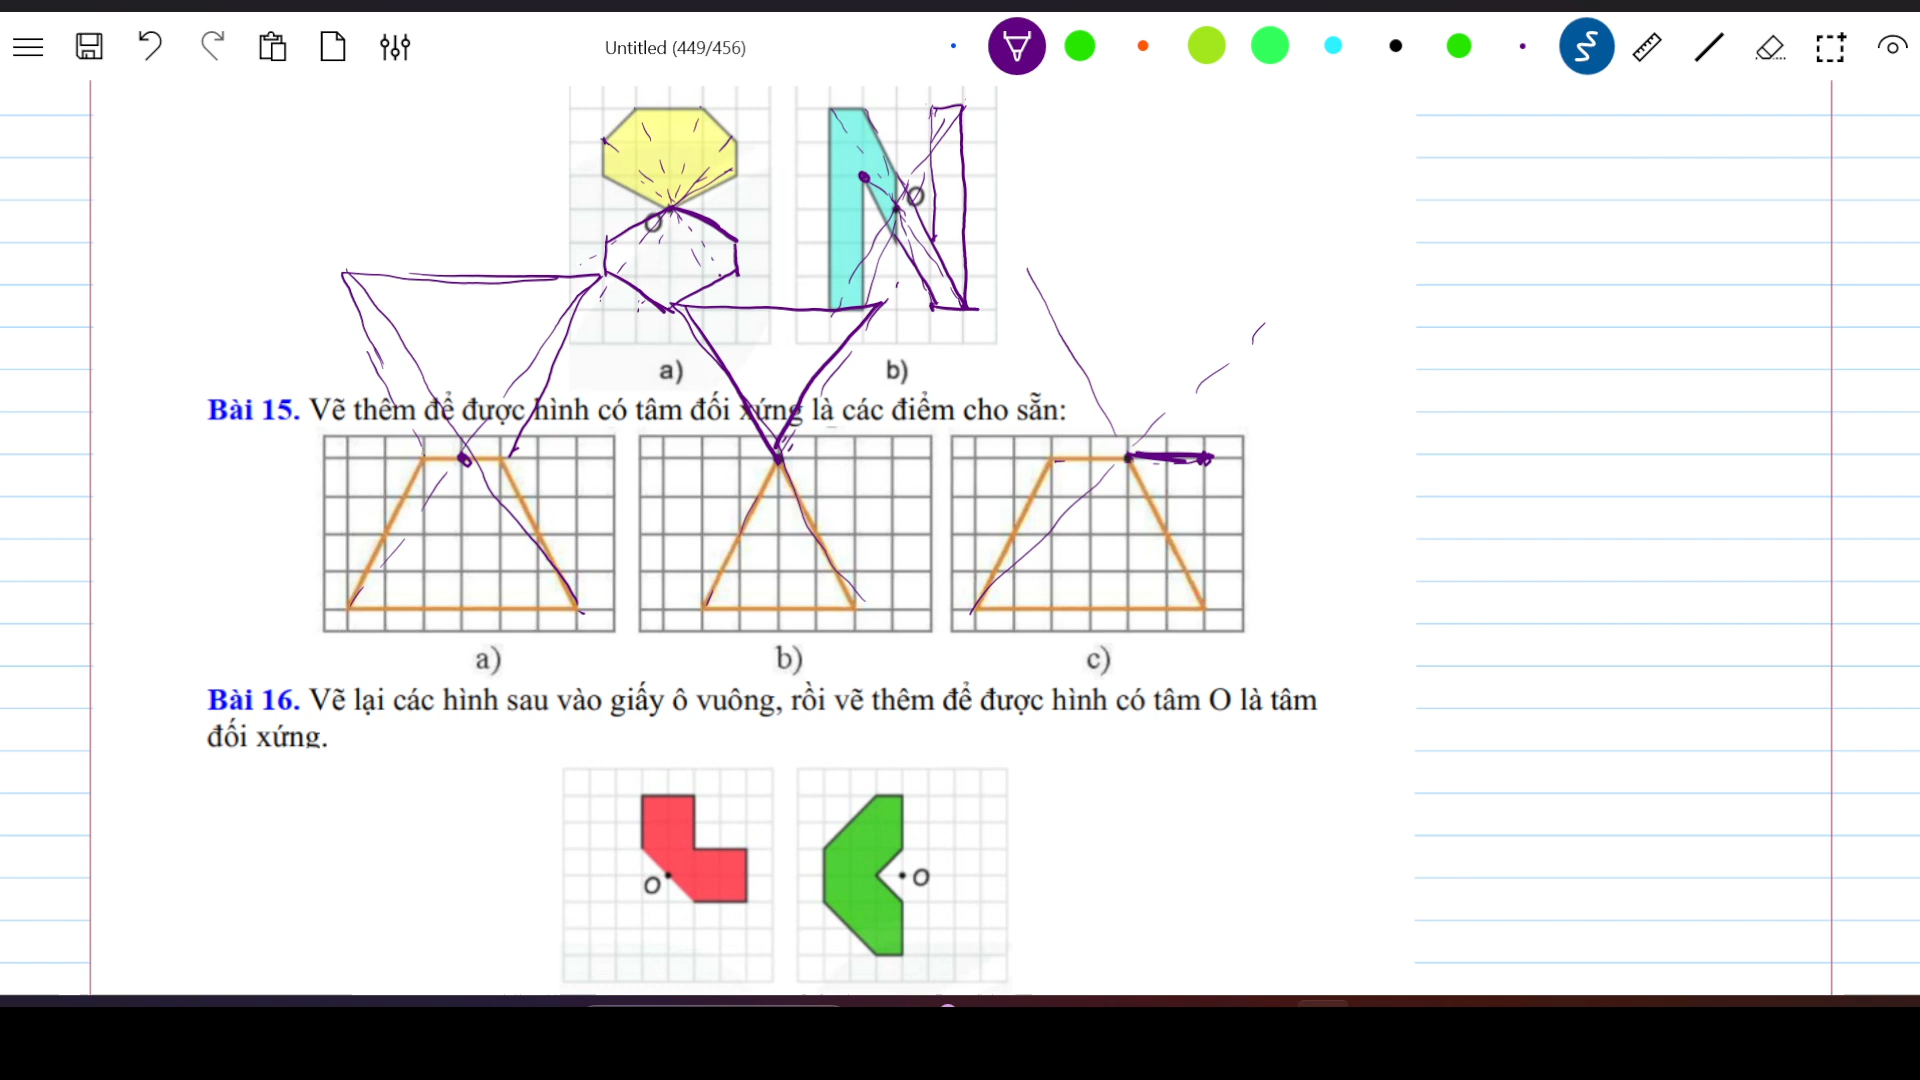 Untitled (449/456)
O
O
a)
b)
Bài 15. Vẽ thêm để được hình có tâm đối xứng là các điểm cho sẵn:
a)
b)
c)
Bài 16. Vẽ lại các hình sau vào giấy ô vuông, rồi vẽ thêm để được hình có tâm O là tâm
đối xứng.
O
O